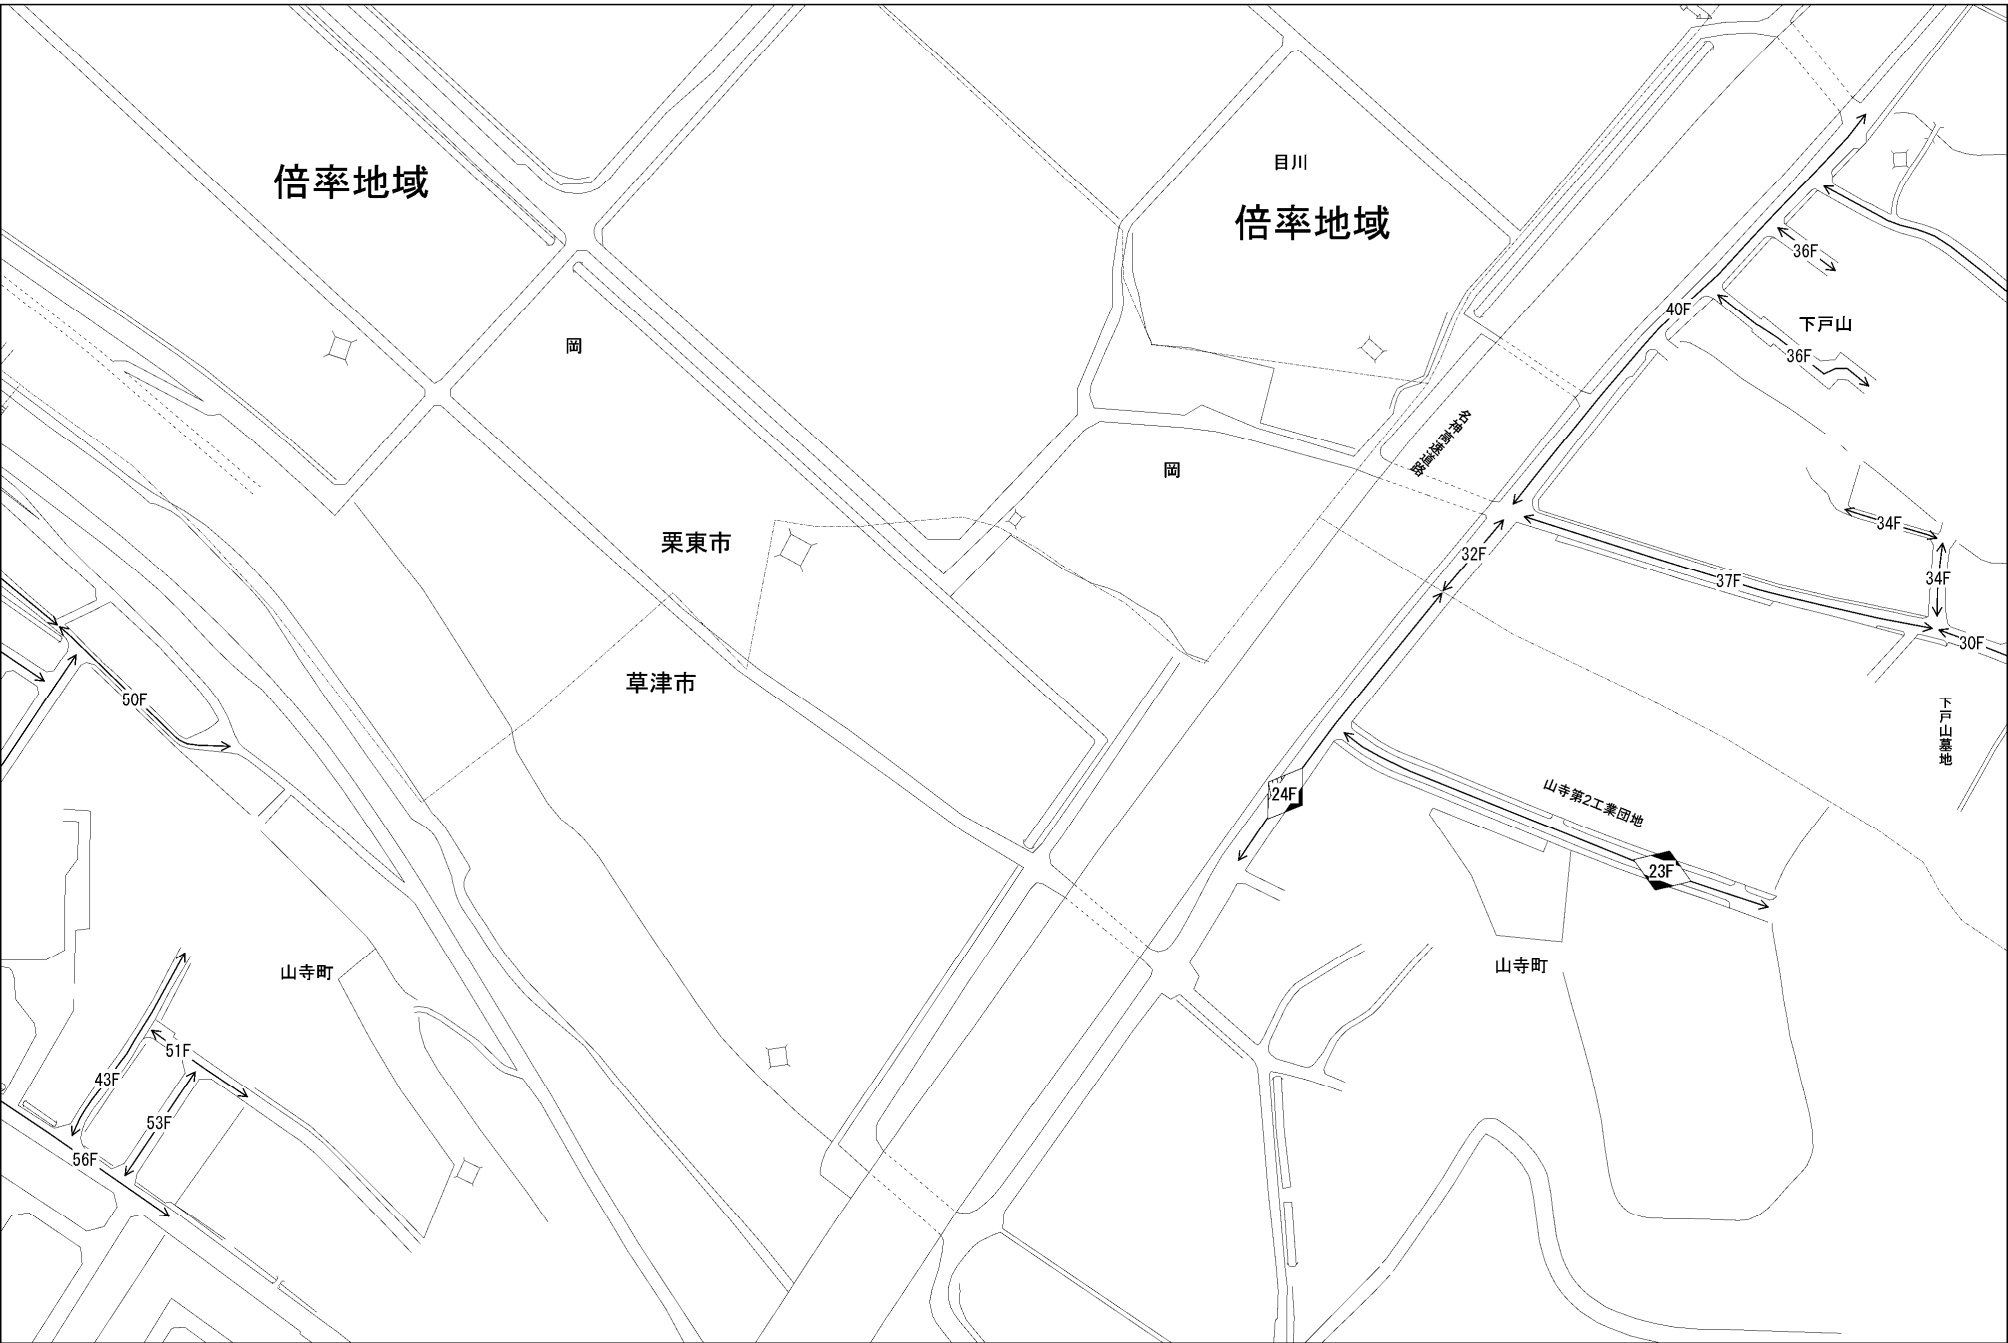 目川
倍率地域
倍率地域
36F
40F
下戸山
岡
36F
名神高速道路
岡
34F
栗東市
32F
37F
34F
30F
草津市
50F
下戸山墓地
24F
山寺第2工業団地
23F
山寺町
山寺町
51F
43F
53F
56F